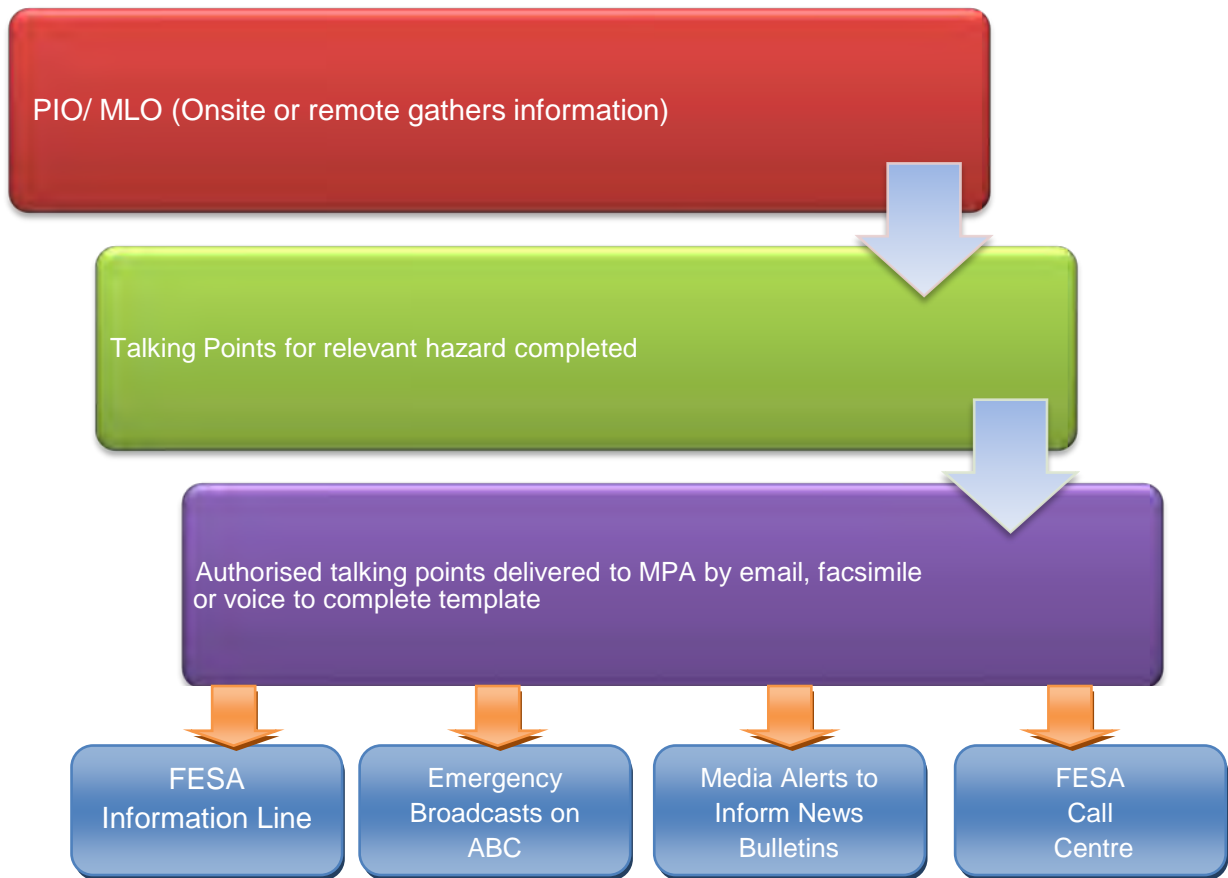 PIO/ MLO (Onsite or remote gathers information)
Talking Points for relevant hazard completed
Authorised talking points delivered to MPA by email, facsimile
or voice to complete template
FESA
Information Line
Emergency
Broadcasts on
ABC
Media Alerts to
Inform News
Bulletins
FESA
Call
Centre